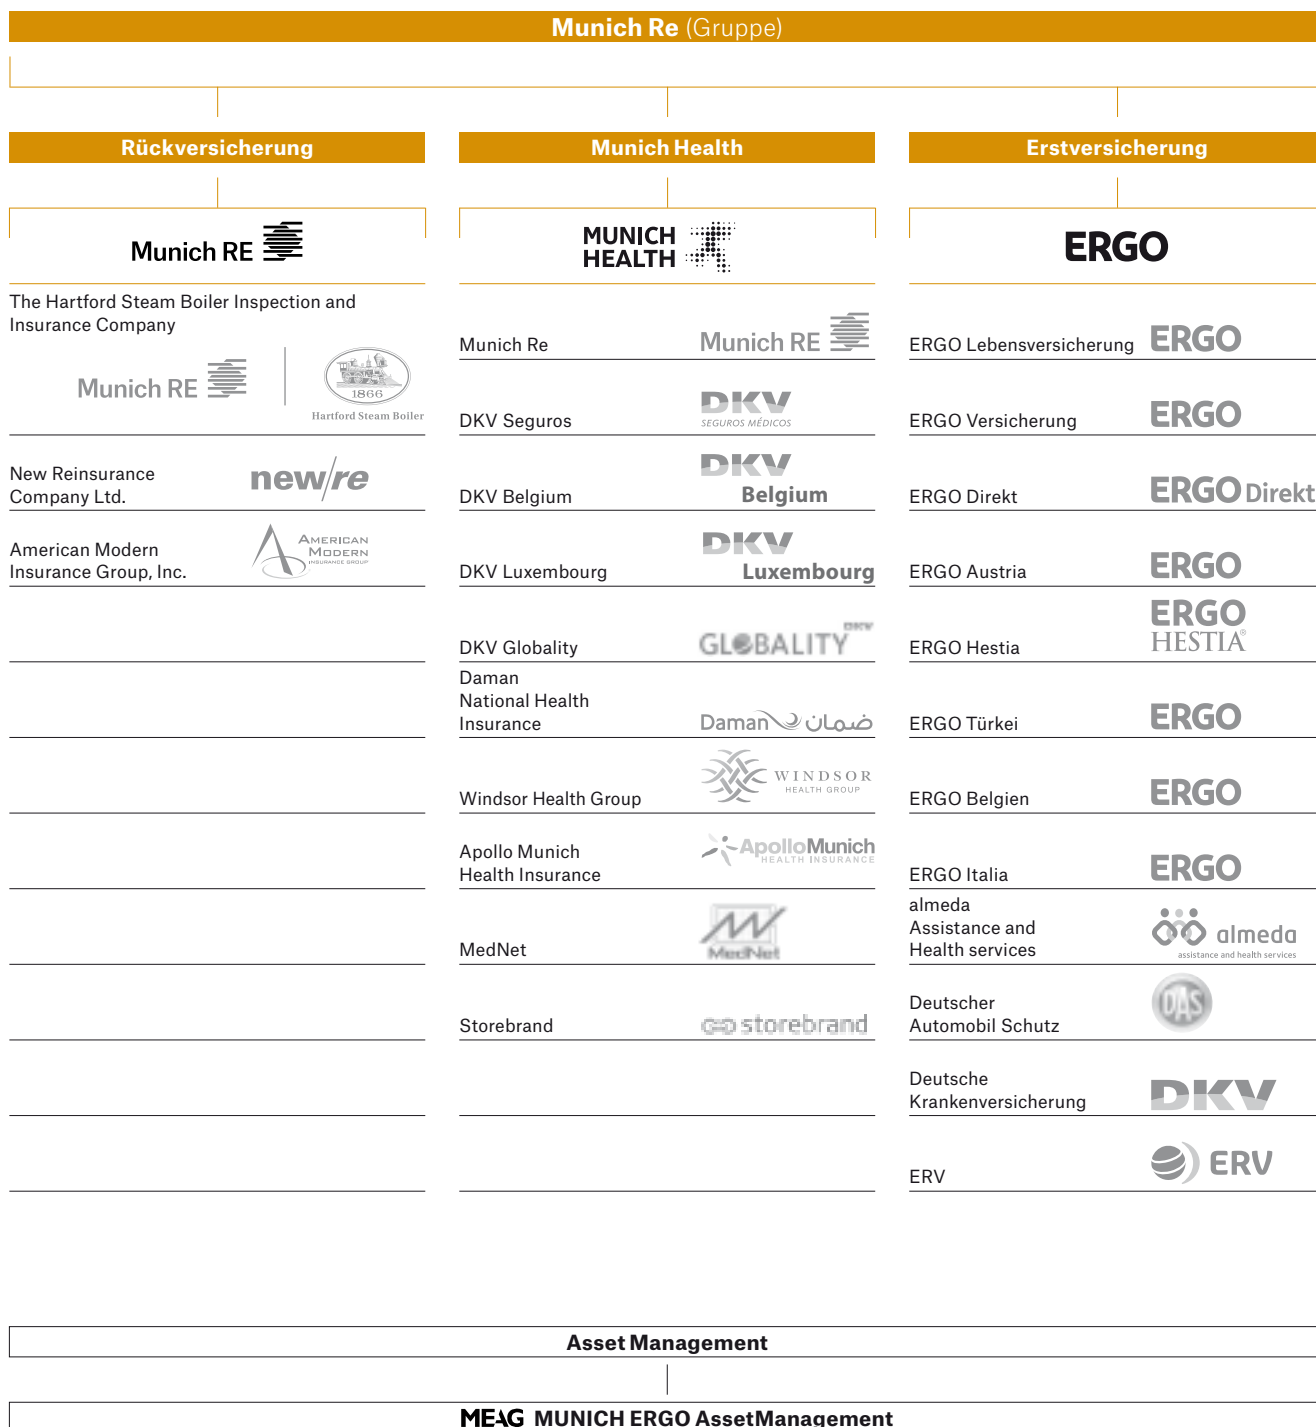 Munich Re (Gruppe)
Rückversicherung
Munich RE
The Hartford Steam Boiler Inspection and
Insurance Company
Munich RE
1866
Hartford Steam Boiler
New Reinsurance
Company Ltd.
new/re
American Modern
Insurance Group, Inc.
AMERICAN
MODERN
INSURANCE GROUP
Munich Health
MUNICH
HEALTH
Munich Re
Munich RE
DKV Seguros
DKV
SEGUROS MÉDICOS
DKV Belgium
DKV
Belgium
DKV Luxembourg
DKV
Luxembourg
DKV Globality
GLOBALITY DKV
Daman
National Health
Insurance
Daman ضمان
Windsor Health Group
WINDSOR
HEALTH GROUP
Apollo Munich
Health Insurance
ApolloMunich
HEALTH INSURANCE
MedNet
MedNet
Storebrand
storebrand
Erstversicherung
ERGO
ERGO Lebensversicherung
ERGO
ERGO Versicherung
ERGO
ERGO Direkt
ERGO Direkt
ERGO Austria
ERGO
ERGO Hestia
ERGO
HESTIA®
ERGO Türkei
ERGO
ERGO Belgien
ERGO
ERGO Italia
ERGO
almeda
Assistance and
Health services
almeda
assistance and health services
Deutscher
Automobil Schutz
DAS
Deutsche
Krankenversicherung
DKV
ERV
ERV
Asset Management
MEAG MUNICH ERGO AssetManagement